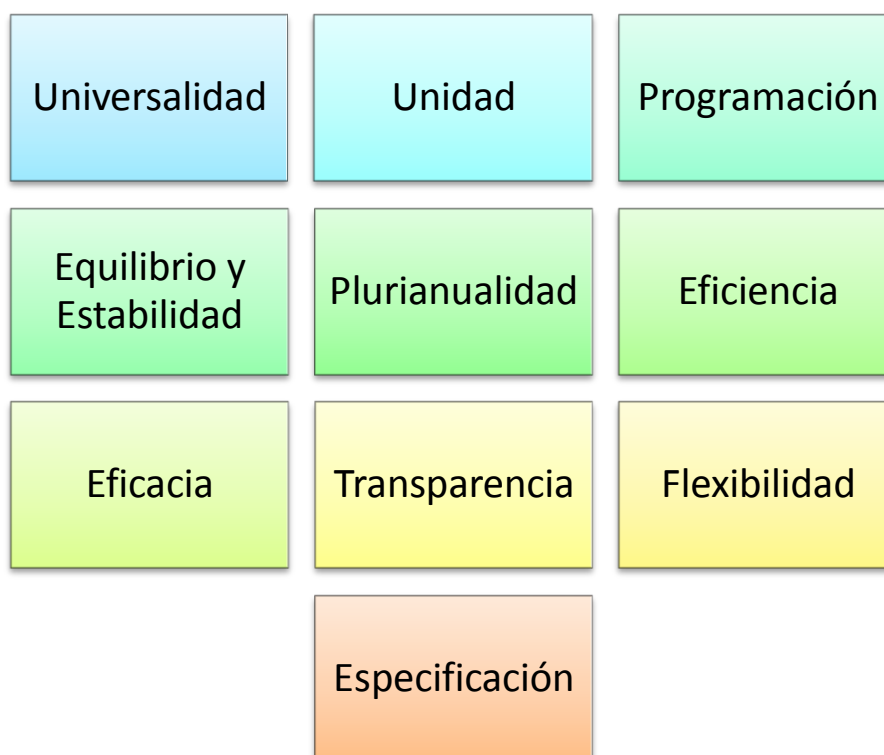 Universalidad
Unidad
Programación
Equilibrio y
Estabilidad
Plurianualidad
Eficiencia
Eficacia
Transparencia
Flexibilidad
Especificación